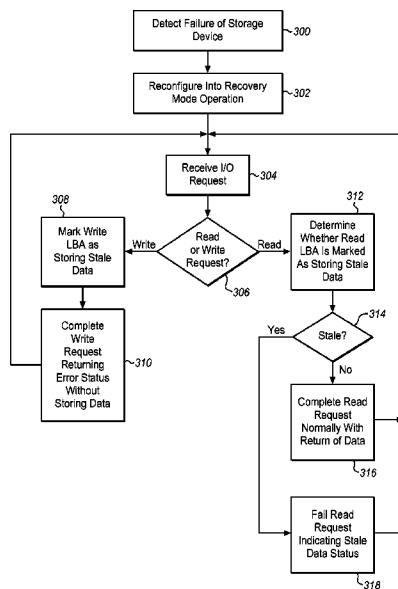 Detect Failure of Storage
Device
300
Reconfigure Into Recovery
Mode Operation
302
Receive I/O
Request
304
308
Mark Write
LBA as
Storing Stale
Data
Write
Read
or Write
Request?
Read
306
312
Determine
Whether Read
LBA Is Marked
As Storing Stale
Data
Complete
Write
Request
Returning
Error Status
Without
Storing Data
310
314
Stale?
Yes
No
Complete Read
Request
Normally With
Return of Data
316
Fail Read
Request
Indicating Stale
Data Status
318